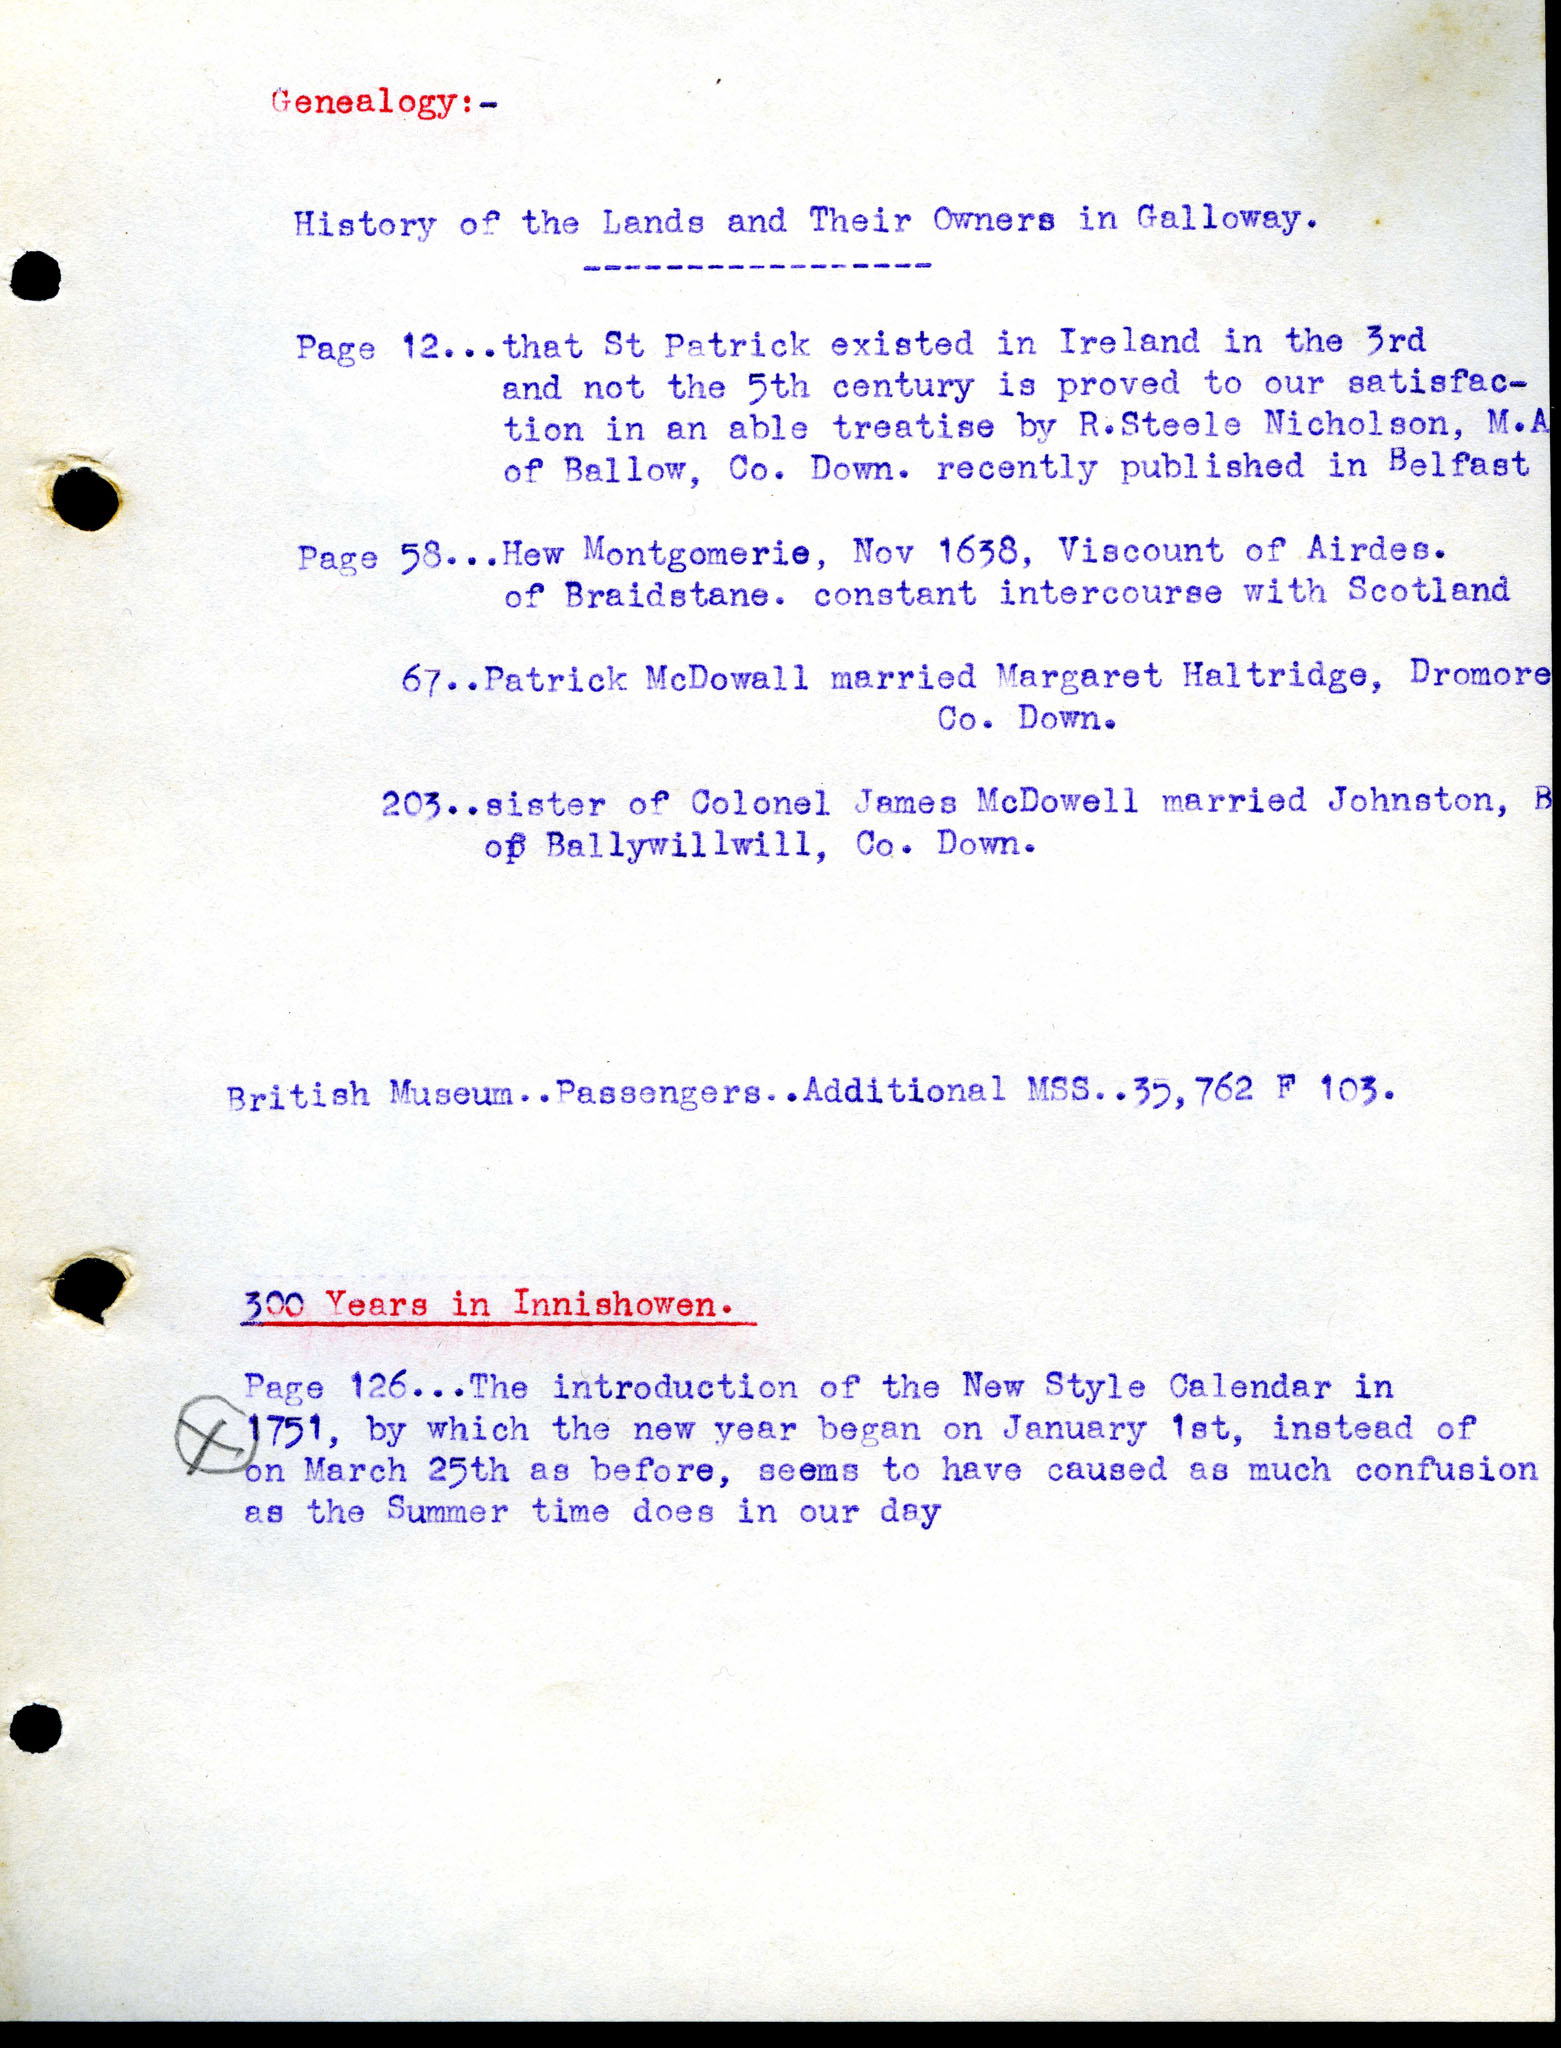 Genealogy:-
History of the Lands and Their Owners in Galloway.
-----------------
Page 12...that St Patrick existed in Ireland in the 3rd
and not the 5th century is proved to our satisfac-
tion in an able treatise by R.Steele Nicholson, M.A
of Ballow, Co. Down. recently published in Belfast
Page 58...Hew Montgomerie, Nov 1638, Viscount of Airdes.
of Braidstane. constant intercourse with Scotland
67..Patrick McDowall married Margaret Haltridge, Dromore
Co. Down.
203..sister of Colonel James McDowell married Johnston, B
of Ballywillwill, Co. Down.
British Museum..Passengers..Additional MSS..35,762 F 103.
300 Years in Innishowen.
Page 126...The introduction of the New Style Calendar in
1751, by which the new year began on January 1st, instead of
on March 25th as before, seems to have caused as much confusion
as the Summer time does in our day